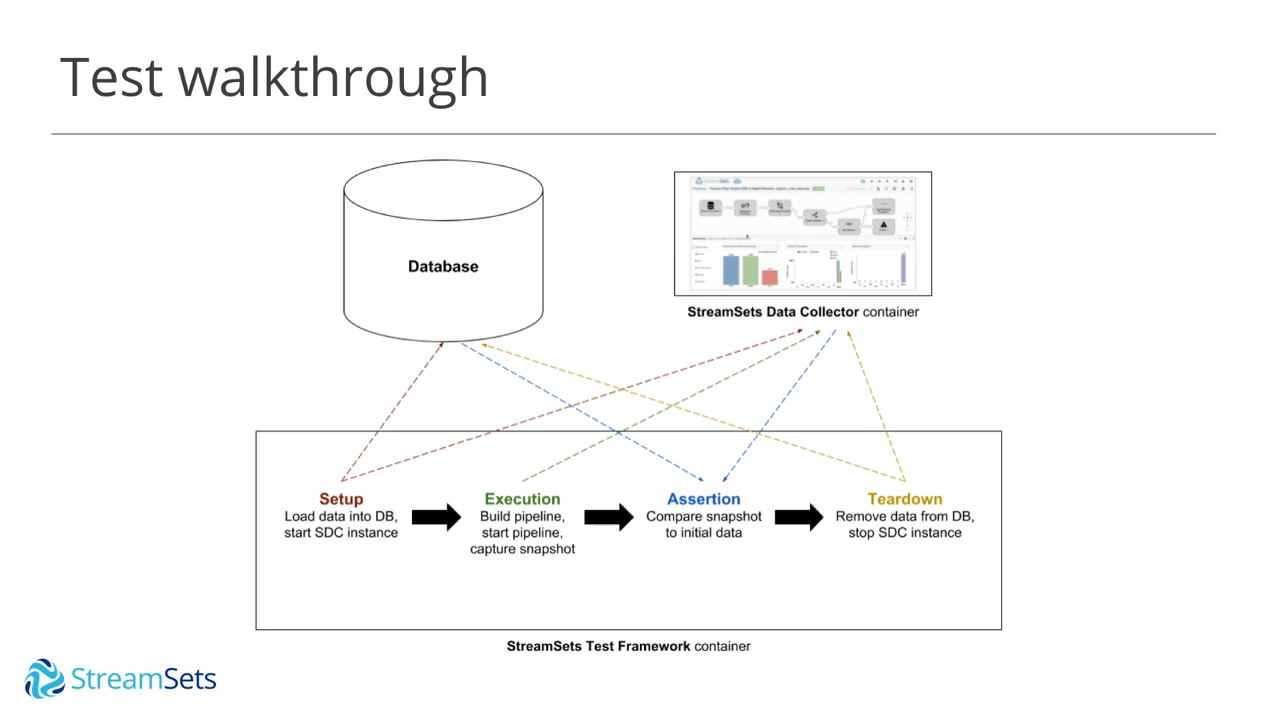 Test walkthrough
StreamSets
Database
StreamSets Data Collector container
Setup
Load data into DB,
start SDC instance
Execution
Build pipeline,
start pipeline,
capture snapshot
Assertion
Compare snapshot
to initial data
Teardown
Remove data from DB,
stop SDC instance
StreamSets Test Framework container
StreamSets